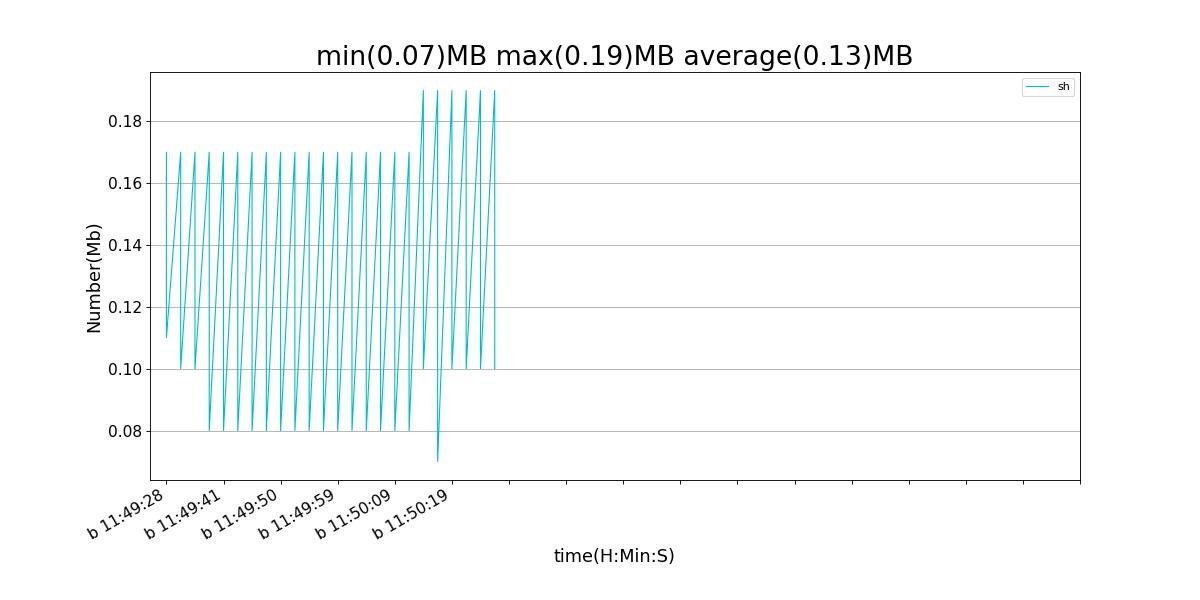 min(0.07)MB max(0.19)MB average(0.13)MB
sh
0.18
0.16
0.14
0.12
0.10
0.08
Number(Mb)
b 11:49:28
b 11:49:41
b 11:49:50
b 11:49:59
b 11:50:09
b 11:50:19
time(H:Min:S)